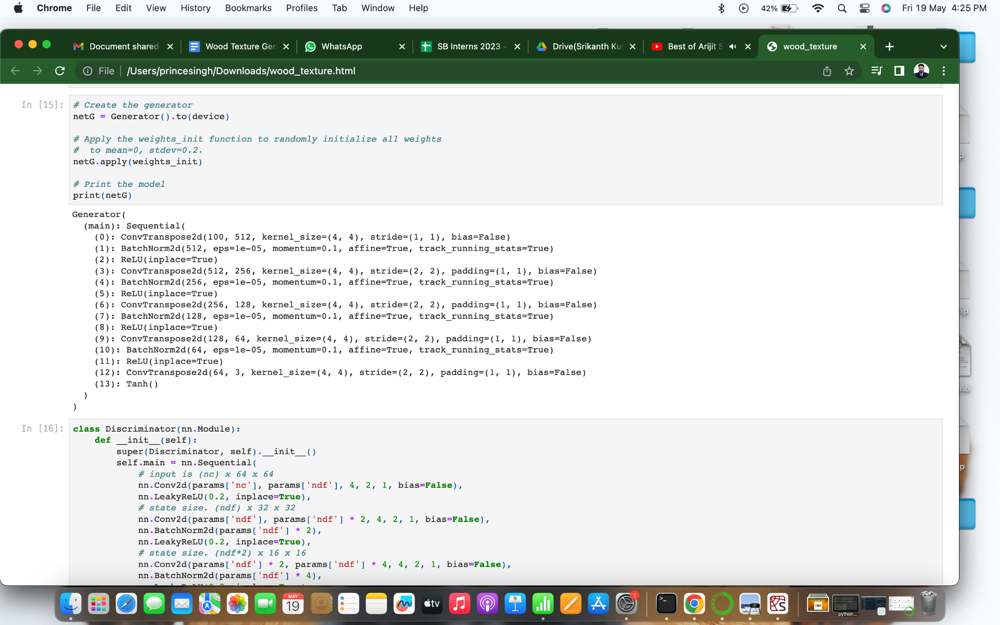 Chrome File Edit View History Bookmarks Profiles Tab Window Help 42% Fri 19 May 4:25 PM
Document shared Wood Texture Gen WhatsApp SB Interns 2023 - Drive(Srikanth Kum Best of Arijit S wood_texture
File /Users/princesingh/Downloads/wood_texture.html
In [15]: # Create the generator
netG = Generator().to(device)
# Apply the weights_init function to randomly initialize all weights
#  to mean=0, stdev=0.2.
netG.apply(weights_init)
# Print the model
print(netG)
Generator(
  (main): Sequential(
    (0): ConvTranspose2d(100, 512, kernel_size=(4, 4), stride=(1, 1), bias=False)
    (1): BatchNorm2d(512, eps=1e-05, momentum=0.1, affine=True, track_running_stats=True)
    (2): ReLU(inplace=True)
    (3): ConvTranspose2d(512, 256, kernel_size=(4, 4), stride=(2, 2), padding=(1, 1), bias=False)
    (4): BatchNorm2d(256, eps=1e-05, momentum=0.1, affine=True, track_running_stats=True)
    (5): ReLU(inplace=True)
    (6): ConvTranspose2d(256, 128, kernel_size=(4, 4), stride=(2, 2), padding=(1, 1), bias=False)
    (7): BatchNorm2d(128, eps=1e-05, momentum=0.1, affine=True, track_running_stats=True)
    (8): ReLU(inplace=True)
    (9): ConvTranspose2d(128, 64, kernel_size=(4, 4), stride=(2, 2), padding=(1, 1), bias=False)
    (10): BatchNorm2d(64, eps=1e-05, momentum=0.1, affine=True, track_running_stats=True)
    (11): ReLU(inplace=True)
    (12): ConvTranspose2d(64, 3, kernel_size=(4, 4), stride=(2, 2), padding=(1, 1), bias=False)
    (13): Tanh()
  )
)
In [16]: class Discriminator(nn.Module):
    def __init__(self):
        super(Discriminator, self).__init__()
        self.main = nn.Sequential(
            # input is (nc) x 64 x 64
            nn.Conv2d(params['nc'], params['ndf'], 4, 2, 1, bias=False),
            nn.LeakyReLU(0.2, inplace=True),
            # state size. (ndf) x 32 x 32
            nn.Conv2d(params['ndf'], params['ndf'] * 2, 4, 2, 1, bias=False),
            nn.BatchNorm2d(params['ndf'] * 2),
            nn.LeakyReLU(0.2, inplace=True),
            # state size. (ndf*2) x 16 x 16
            nn.Conv2d(params['ndf'] * 2, params['ndf'] * 4, 4, 2, 1, bias=False),
            nn.BatchNorm2d(params['ndf'] * 4),
MAY
19
tv
1
python...